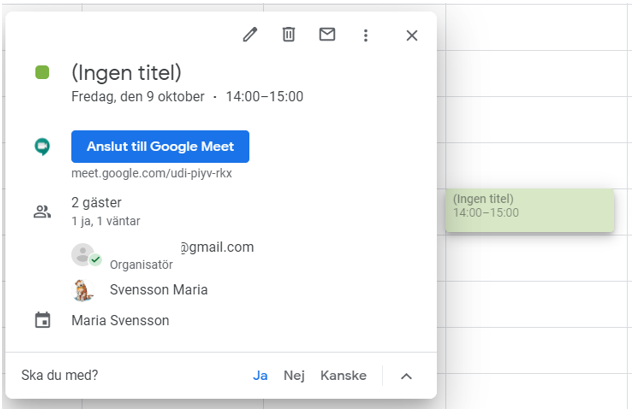 (Ingen titel)
Fredag, den 9 oktober · 14:00–15:00
Anslut till Google Meet
meet.google.com/udi-piyv-rkx
2 gäster
1 ja, 1 väntar
@gmail.com
Organisatör
Svensson Maria
Maria Svensson
Ska du med?
Ja
Nej
Kanske
(Ingen titel)
14:00–15:00